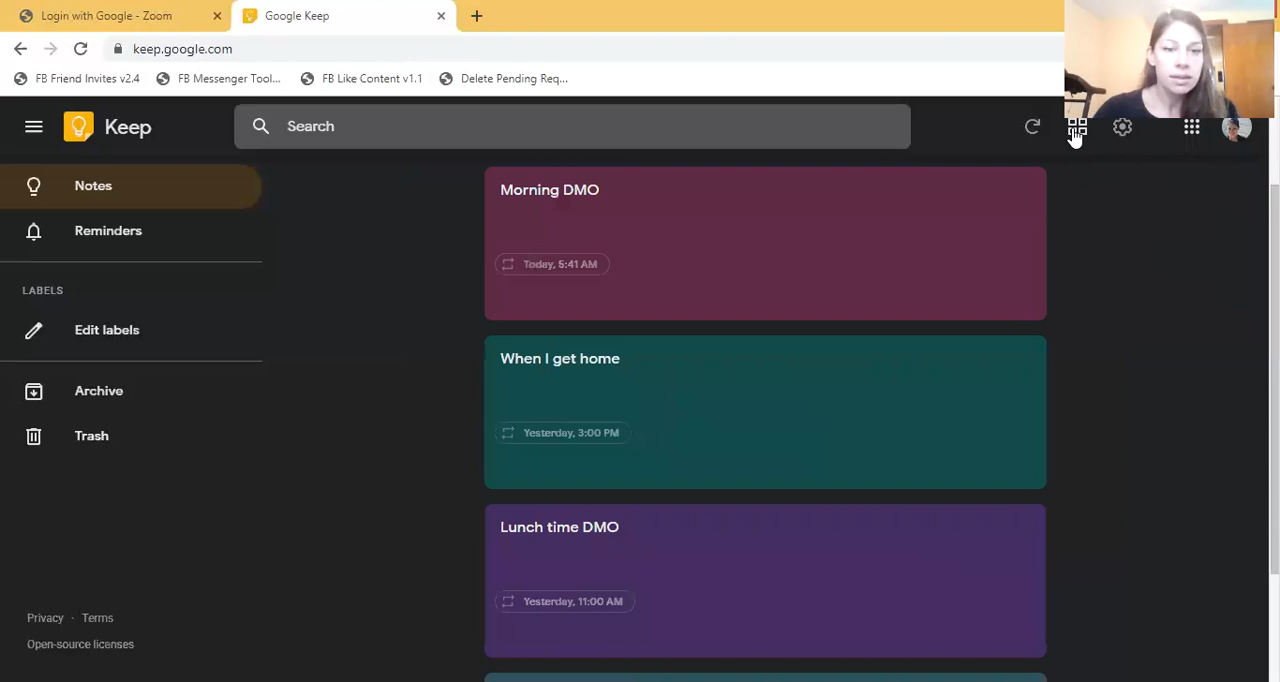 Login with Google - Zoom
Google Keep
keep.google.com
FB Friend Invites v2.4
FB Messenger Tool...
FB Like Content v1.1
Delete Pending Req...
Keep
Search
Notes
Reminders
LABELS
Edit labels
Archive
Trash
Morning DMO
Today, 5:41 AM
When I get home
Yesterday, 3:00 PM
Lunch time DMO
Yesterday, 11:00 AM
Privacy · Terms
Open-source licenses